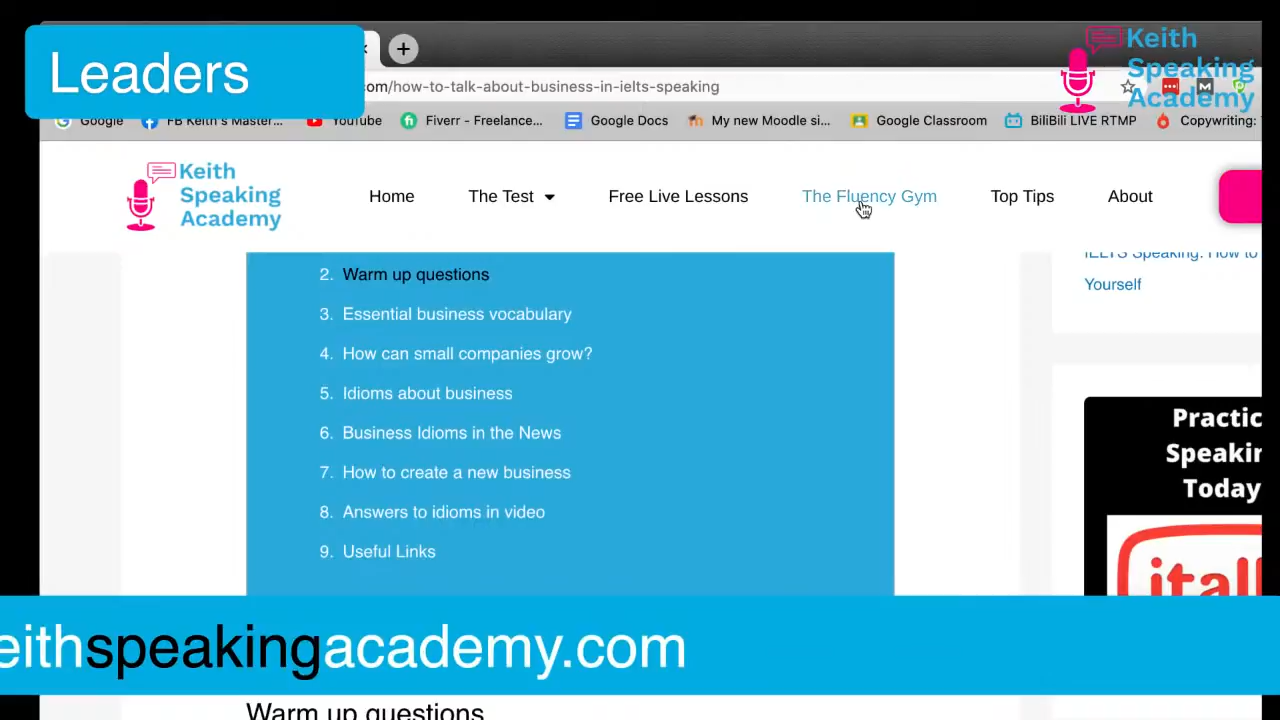 Leaders
com/how-to-talk-about-business-in-ielts-speaking
Keith
Speaking
Academy
Google
FB Keith's Master...
YouTube
Fiverr - Freelance...
Google Docs
My new Moodle si...
Google Classroom
BiliBili LIVE RTMP
Copywriting:
Keith
Speaking
Academy
Home
The Test
Free Live Lessons
The Fluency Gym
Top Tips
About
2. Warm up questions
3. Essential business vocabulary
4. How can small companies grow?
5. Idioms about business
6. Business Idioms in the News
7. How to create a new business
8. Answers to idioms in video
9. Useful Links
IELTS Speaking: How to
Yourself
Practic
Speakin
Today
itall
eithspeakingacademy.com
Warm up questions